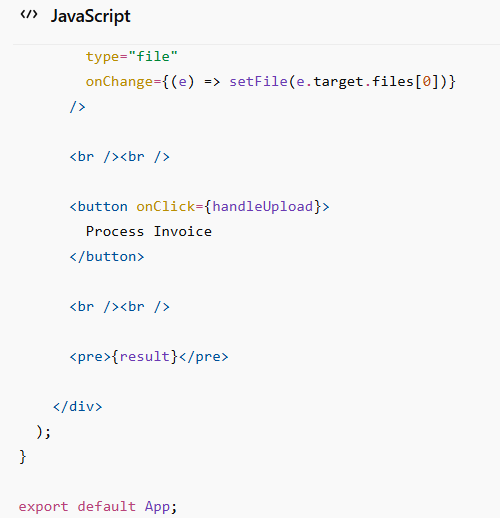 </> JavaScript
type="file"
onChange={(e) => setFile(e.target.files[0])}
/>
<br /><br />
<button onClick={handleUpload}>
Process Invoice
</button>
<br /><br />
<pre>{result}</pre>
</div>
);
}
export default App;